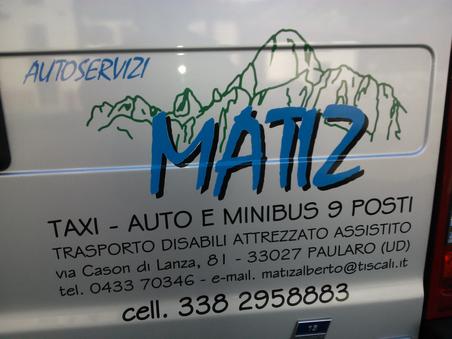 AUTOSERVIZI
MATIZ
TAXI - AUTO E MINIBUS 9 POSTI
TRASPORTO DISABILI ATTREZZATO ASSISTITO
via Cason di Lanza, 81 - 33027 PAULARO (UD)
tel. 0433 70346 - e-mail. matizalberto@tiscali.it
cell. 338 2958883